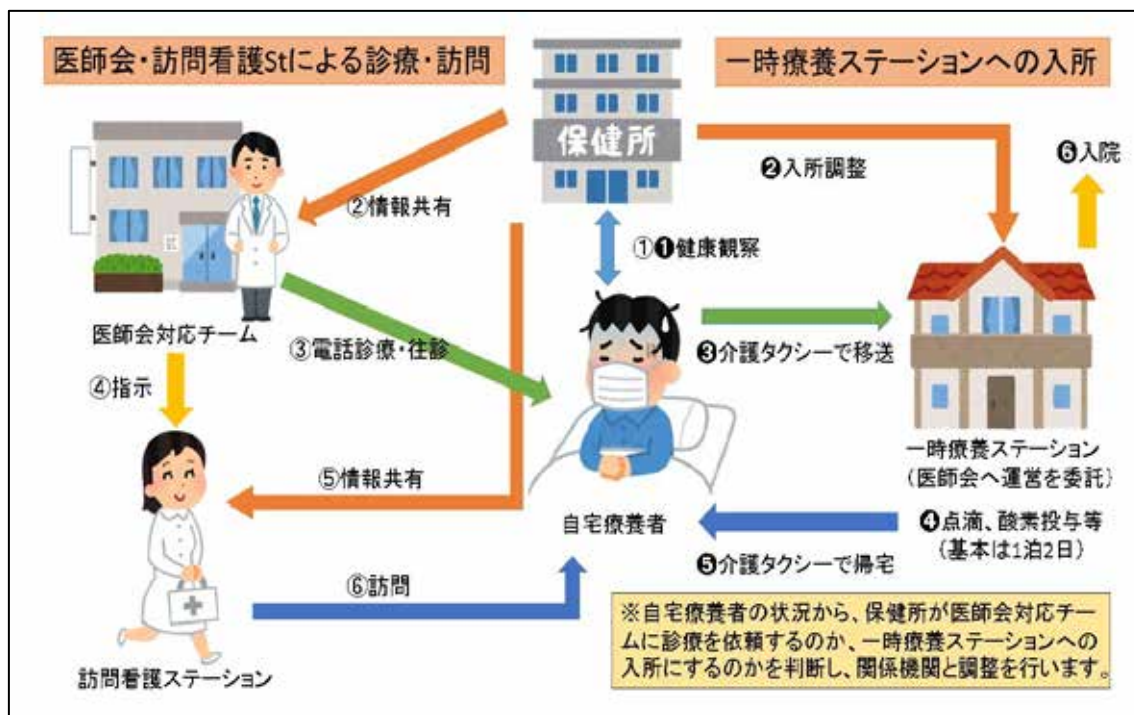 医師会・訪問看護Stによる診療・訪問
一時療養ステーションへの入所
保健所
②情報共有
❷入所調整
❻入院
①❶健康観察
医師会対応チーム
③電話診療・往診
❸介護タクシーで移送
④指示
一時療養ステーション
(医師会へ運営を委託)
⑤情報共有
自宅療養者
❹点滴、酸素投与等
(基本は1泊2日)
❺介護タクシーで帰宅
⑥訪問
訪問看護ステーション
※自宅療養者の状況から、保健所が医師会対応チー
ムに診療を依頼するのか、一時療養ステーションへの
入所にするのかを判断し、関係機関と調整を行います。